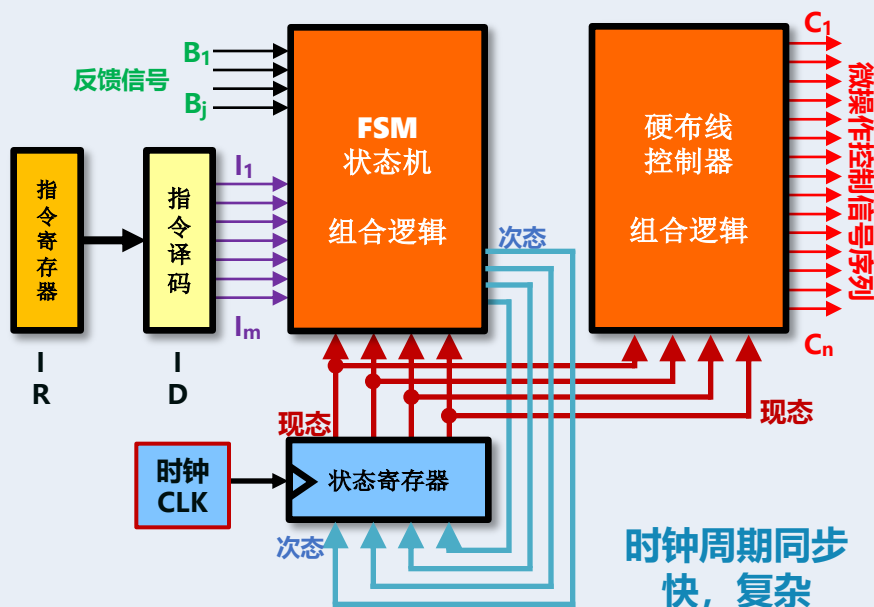 C1
B1
反馈信号
Bj
FSM
状态机
组合逻辑
硬布线
控制器
组合逻辑
微操作控制信号序列
I1
指令寄存器
指令译码
次态
Im
Cn
I
R
I
D
现态
现态
时钟
CLK
状态寄存器
次态
时钟周期同步
快，复杂